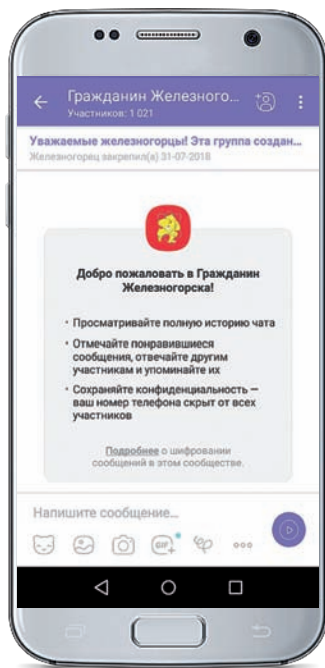 Гражданин Железного...
Участников: 1 021
Уважаемые железногорцы! Эта группа создан...
Железногорец закрепил(а) 31-07-2018
Добро пожаловать в Гражданин
Железногорска!
• Просматривайте полную историю чата
• Отмечайте понравившиеся
сообщения, отвечайте другим
участникам и упоминайте их
• Сохраняйте конфиденциальность —
ваш номер телефона скрыт от всех
участников
Подробнее о шифровании
сообщений в этом сообществе.
Напишите сообщение...
GIF